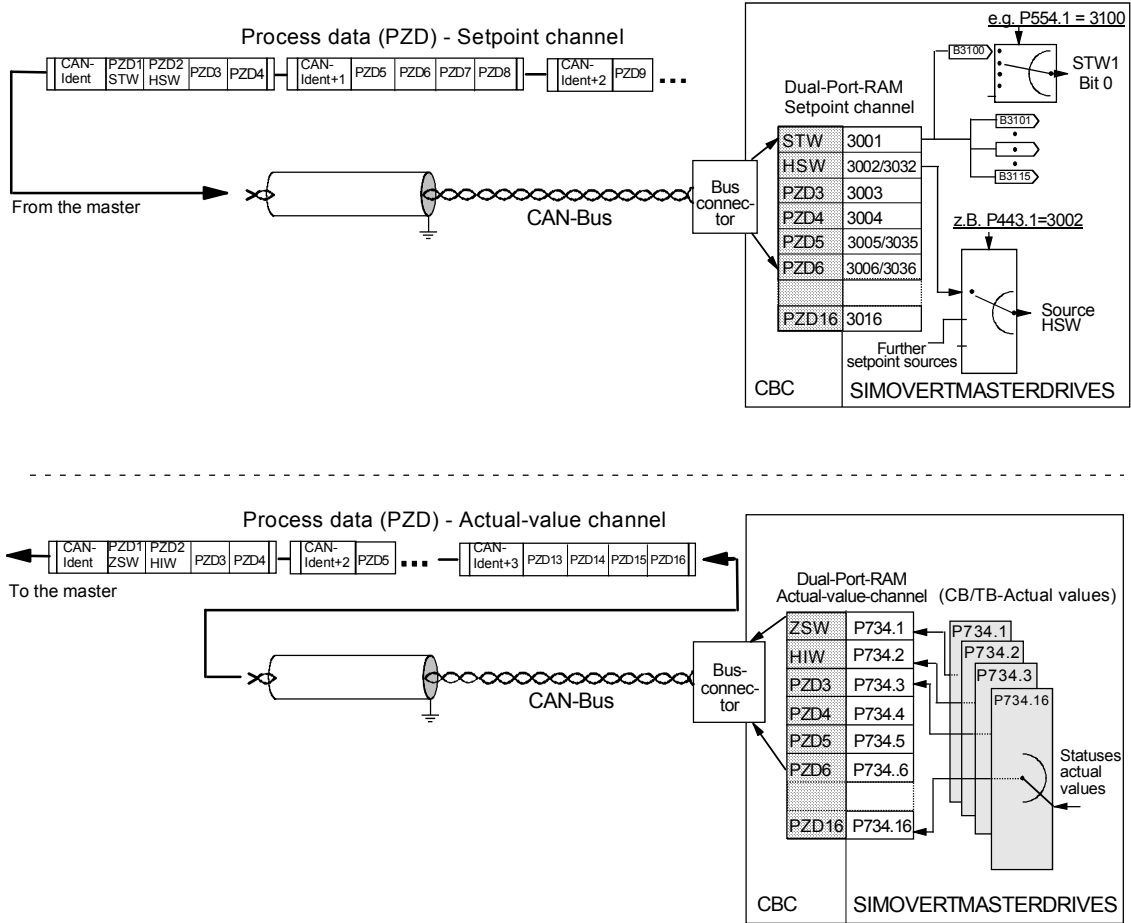 Process data (PZD) - Setpoint channel
CAN-Ident PZD1 STW PZD2 HSW PZD3 PZD4 CAN-Ident+1 PZD5 PZD6 PZD7 PZD8 CAN-Ident+2 PZD9
From the master
CAN-Bus
Bus
connec-
tor
Dual-Port-RAM
Setpoint channel
STW 3001
HSW 3002/3032
PZD3 3003
PZD4 3004
PZD5 3005/3035
PZD6 3006/3036
PZD16 3016
e.g. P554.1 = 3100
B3100
STW1
Bit 0
B3101
B3115
z.B. P443.1=3002
Source
HSW
Further
setpoint sources
CBC
SIMOVERTMASTERDRIVES
Process data (PZD) - Actual-value channel
CAN-Ident PZD1 ZSW PZD2 HIW PZD3 PZD4 CAN-Ident+2 PZD5 CAN-Ident+3 PZD13 PZD14 PZD15 PZD16
To the master
CAN-Bus
Bus-
connec-
tor
Dual-Port-RAM
Actual-value-channel
(CB/TB-Actual values)
ZSW P734.1
HIW P734.2
PZD3 P734.3
PZD4 P734.4
PZD5 P734.5
PZD6 P734..6
PZD16 P734.16
P734.1
P734.2
P734.3
P734.16
Statuses
actual
values
CBC
SIMOVERTMASTERDRIVES